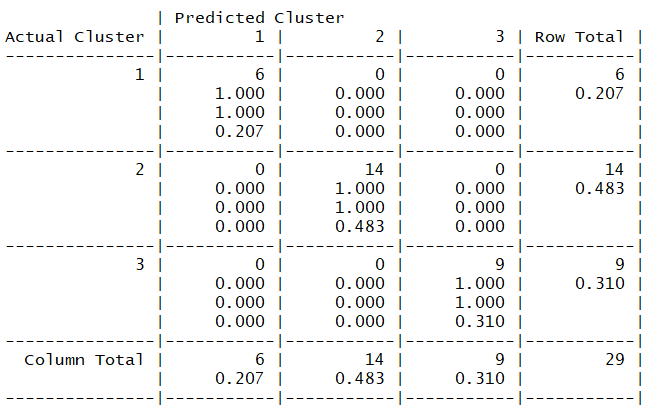 | Predicted Cluster
Actual Cluster |         1 |         2 |         3 | Row Total |
---------------|-----------|-----------|-----------|-----------|
             1 |         6 |         0 |         0 |         6 |
               |     1.000 |     0.000 |     0.000 |     0.207 |
               |     1.000 |     0.000 |     0.000 |           |
               |     0.207 |     0.000 |     0.000 |           |
---------------|-----------|-----------|-----------|-----------|
             2 |         0 |        14 |         0 |        14 |
               |     0.000 |     1.000 |     0.000 |     0.483 |
               |     0.000 |     1.000 |     0.000 |           |
               |     0.000 |     0.483 |     0.000 |           |
---------------|-----------|-----------|-----------|-----------|
             3 |         0 |         0 |         9 |         9 |
               |     0.000 |     0.000 |     1.000 |     0.310 |
               |     0.000 |     0.000 |     1.000 |           |
               |     0.000 |     0.000 |     0.310 |           |
---------------|-----------|-----------|-----------|-----------|
  Column Total |         6 |        14 |         9 |        29 |
               |     0.207 |     0.483 |     0.310 |           |
---------------|-----------|-----------|-----------|-----------|